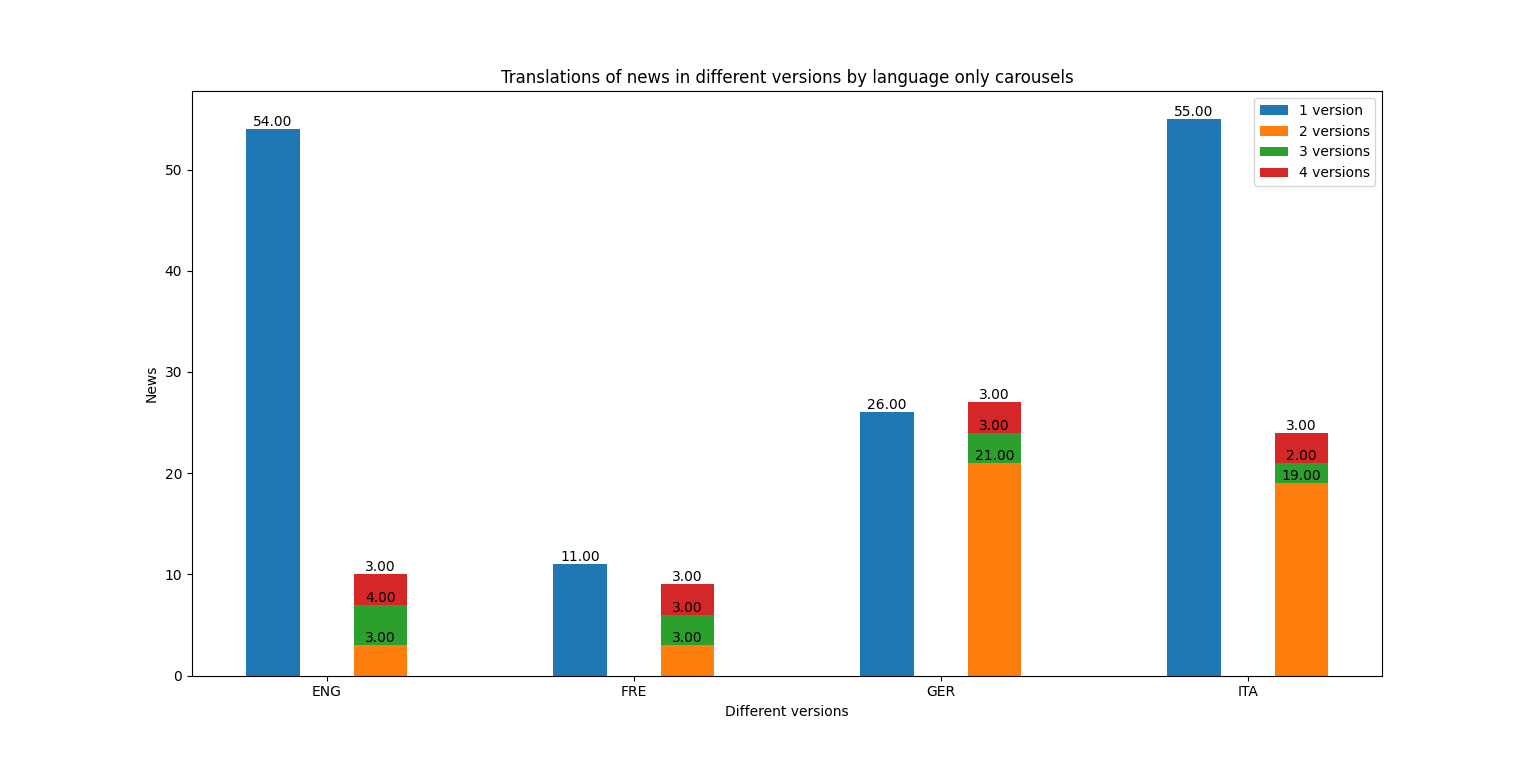 Translations of news in different versions by language only carousels
54.00
55.00
1 version
2 versions
3 versions
4 versions
50
40
30
20
10
0
News
3.00
4.00
3.00
11.00
3.00
3.00
3.00
26.00
3.00
3.00
21.00
3.00
2.00
19.00
ENG
FRE
GER
ITA
Different versions